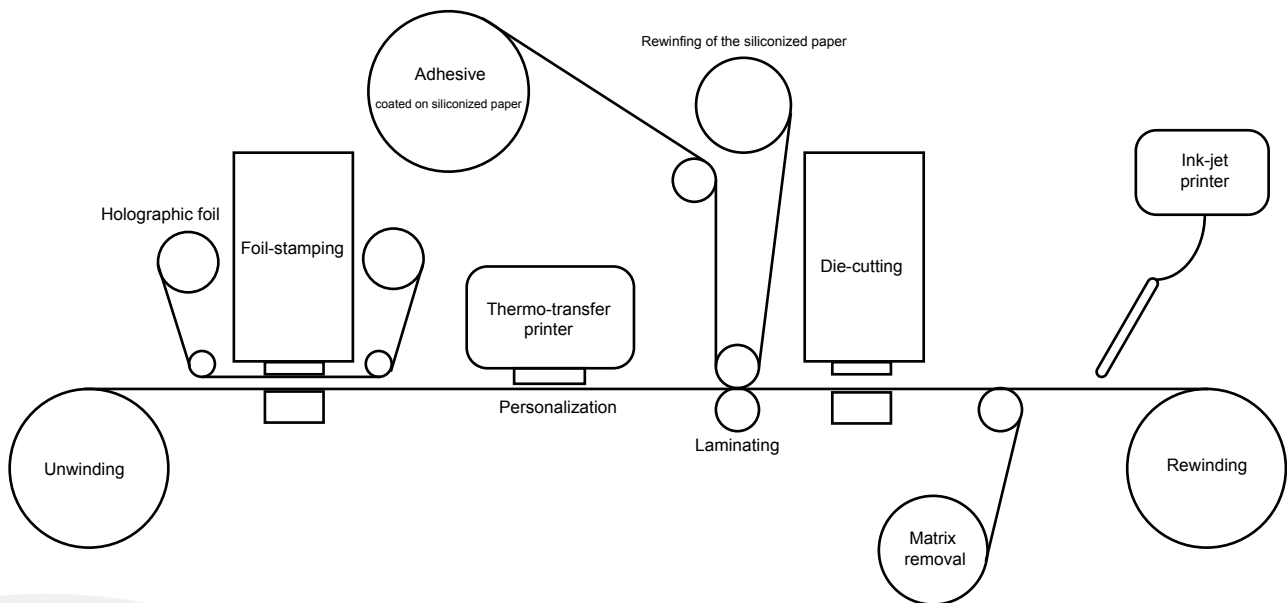 Rewinfing of the siliconized paper
Adhesive
coated on siliconized paper
Ink-jet
printer
Holographic foil
Foil-stamping
Die-cutting
Thermo-transfer
printer
Personalization
Laminating
Unwinding
Rewinding
Matrix
removal